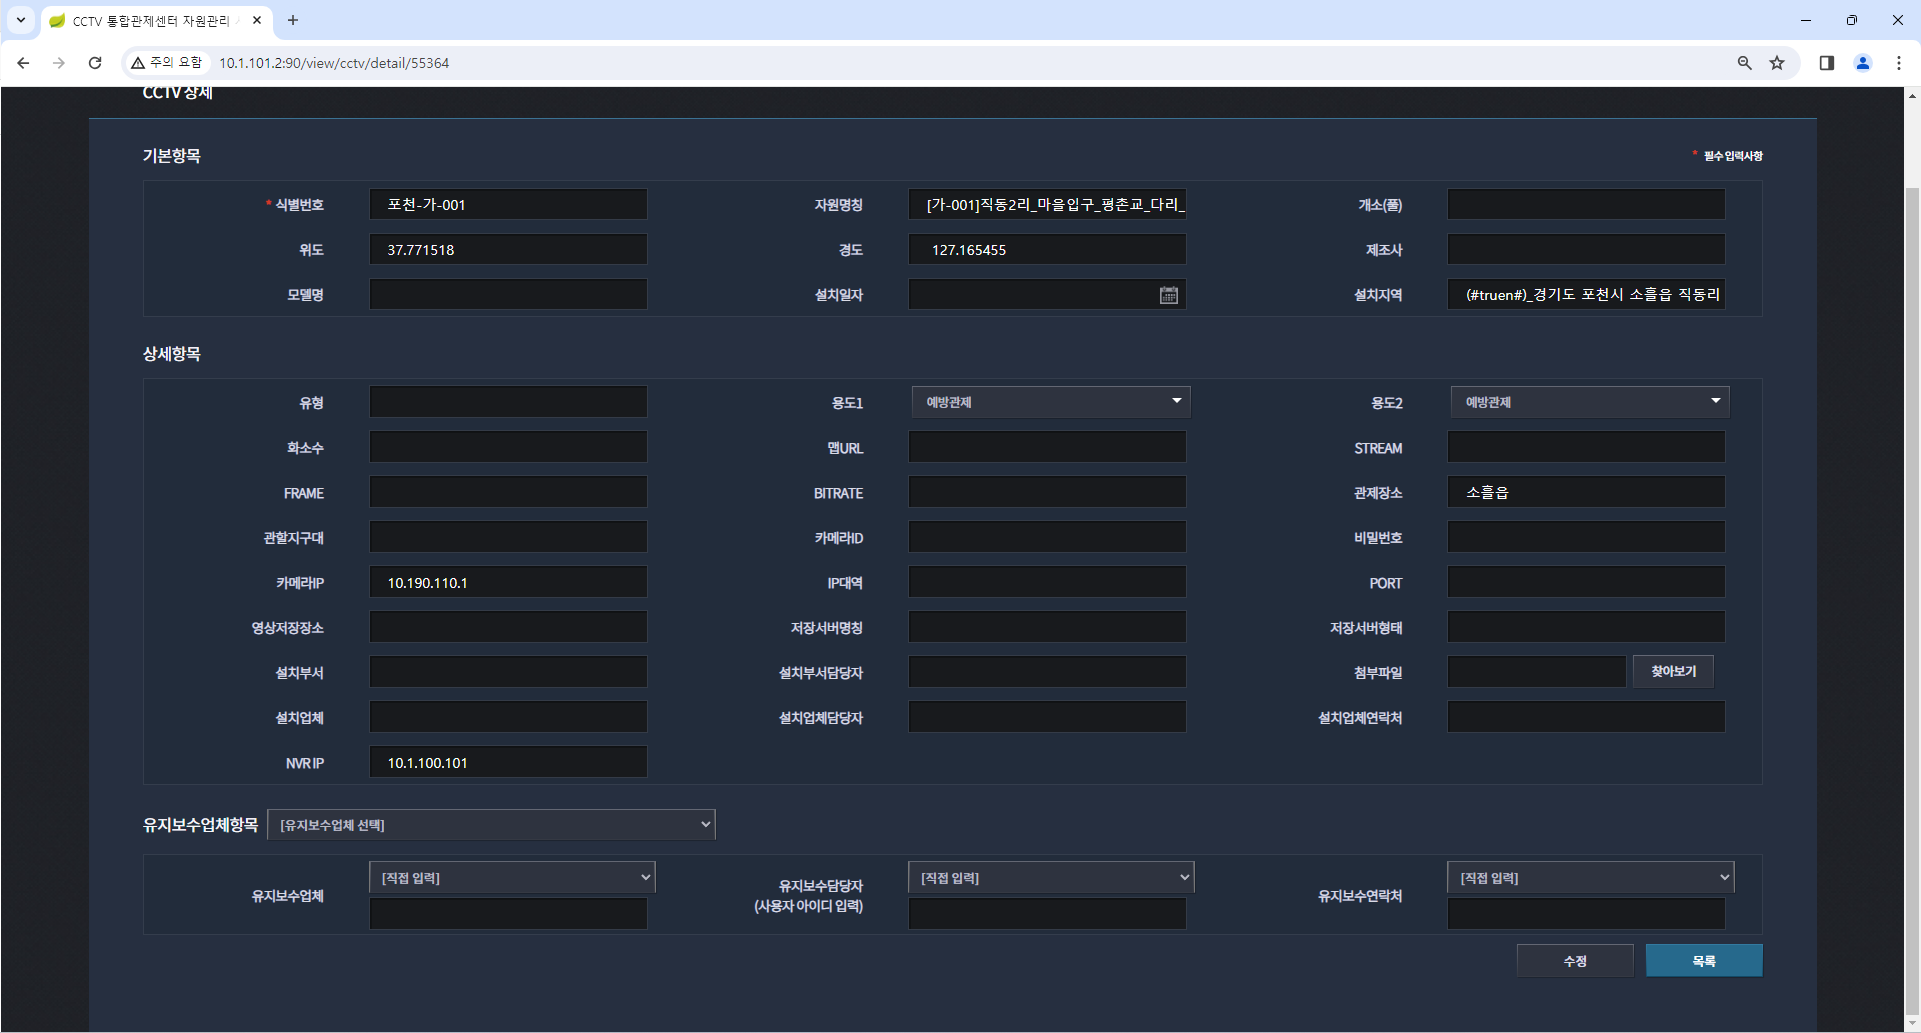 CCTV 통합관제센터 자원관리
주의 요함
10.1.101.2:90/view/cctv/detail/55364
CCTV 상세
기본항목
* 필수 입력사항
* 식별번호 포천-가-001 자원명칭 [가-001]직동2리_마을입구_평촌교_다리_ 개소(폴)
위도 37.771518 경도 127.165455 제조사
모델명 설치일자 설치지역 (#truen#)_경기도 포천시 소흘읍 직동리
상세항목
유형 용도1 예방관제 용도2 예방관제
화소수 맵URL STREAM
FRAME BITRATE 관제장소 소흘읍
관할지구대 카메라ID 비밀번호
카메라IP 10.190.110.1 IP대역 PORT
영상저장장소 저장서버명칭 저장서버형태
설치부서 설치부서담당자 첨부파일 찾아보기
설치업체 설치업체담당자 설치업체연락처
NVR IP 10.1.100.101
유지보수업체항목 [유지보수업체 선택]
유지보수업체 [직접 입력] 유지보수담당자 [직접 입력] 유지보수연락처 [직접 입력]
(사용자 아이디 입력)
수정 목록